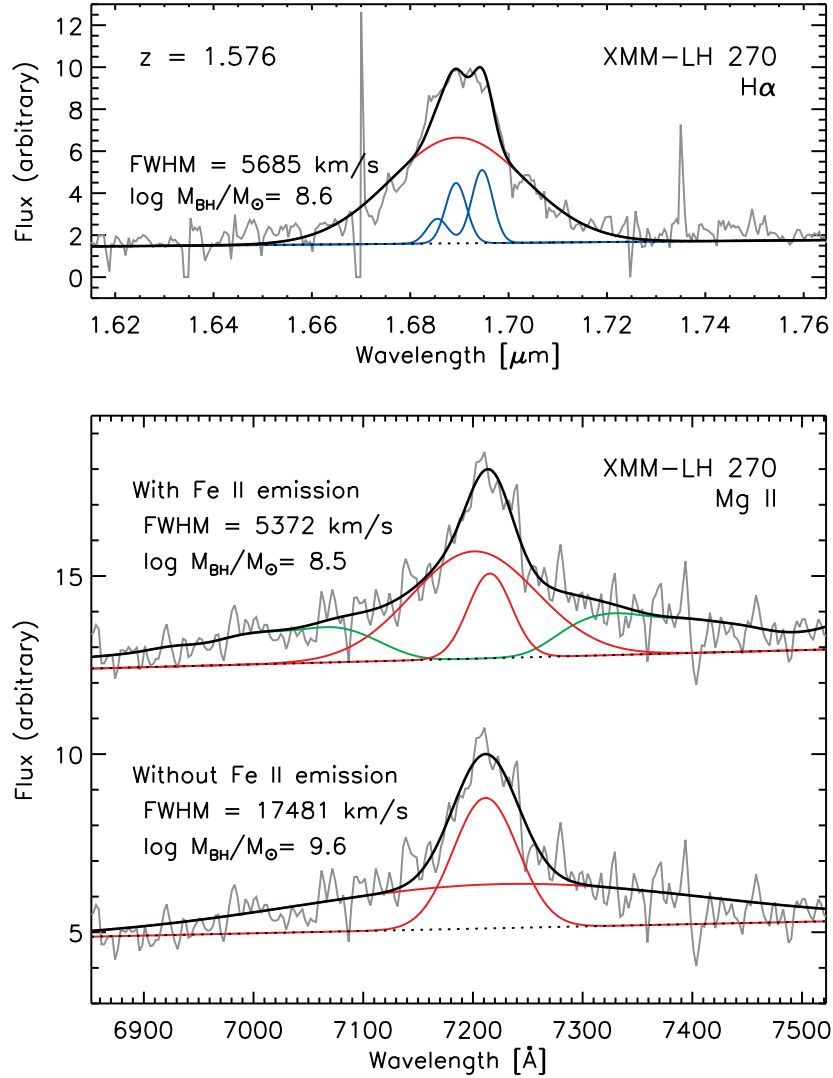 12
10
8
6
4
2
0
Flux (arbitrary)
z = 1.576
XMM-LH 270
Hα
FWHM = 5685 km/s
log M_BH/M_⊙= 8.6
1.62 1.64 1.66 1.68 1.70 1.72 1.74 1.76
Wavelength [μm]
15
10
5
Flux (arbitrary)
XMM-LH 270
Mg II
With Fe II emission
FWHM = 5372 km/s
log M_BH/M_⊙= 8.5
Without Fe II emission
FWHM = 17481 km/s
log M_BH/M_⊙= 9.6
6900 7000 7100 7200 7300 7400 7500
Wavelength [Å]